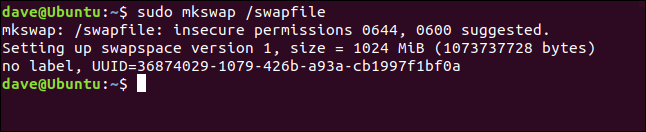 dave@Ubuntu:~$ sudo mkswap /swapfile
mkswap: /swapfile: insecure permissions 0644, 0600 suggested.
Setting up swapspace version 1, size = 1024 MiB (1073737728 bytes)
no label, UUID=36874029-1079-426b-a93a-cb1997f1bf0a
dave@Ubuntu:~$